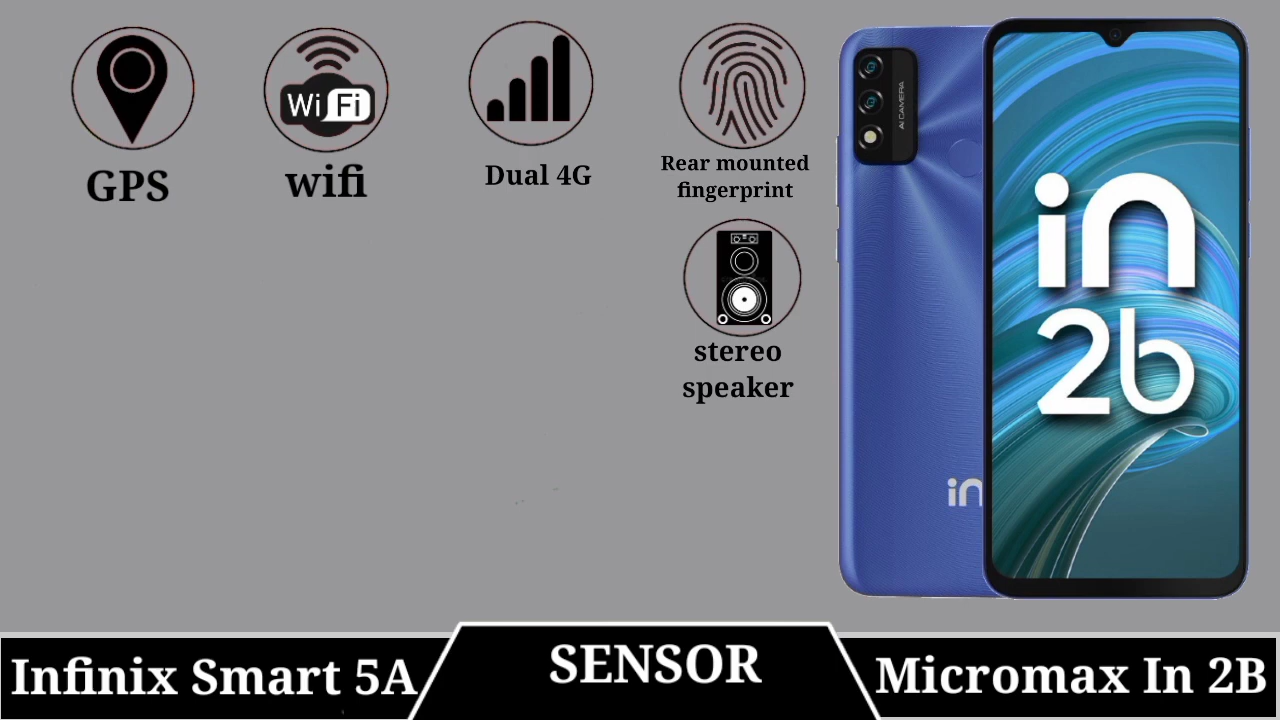 Wi Fi
GPS
wifi
Dual 4G
Rear mounted
fingerprint
stereo
speaker
AI CAMERA
in
2b
in
Infinix Smart 5A
SENSOR
Micromax In 2B